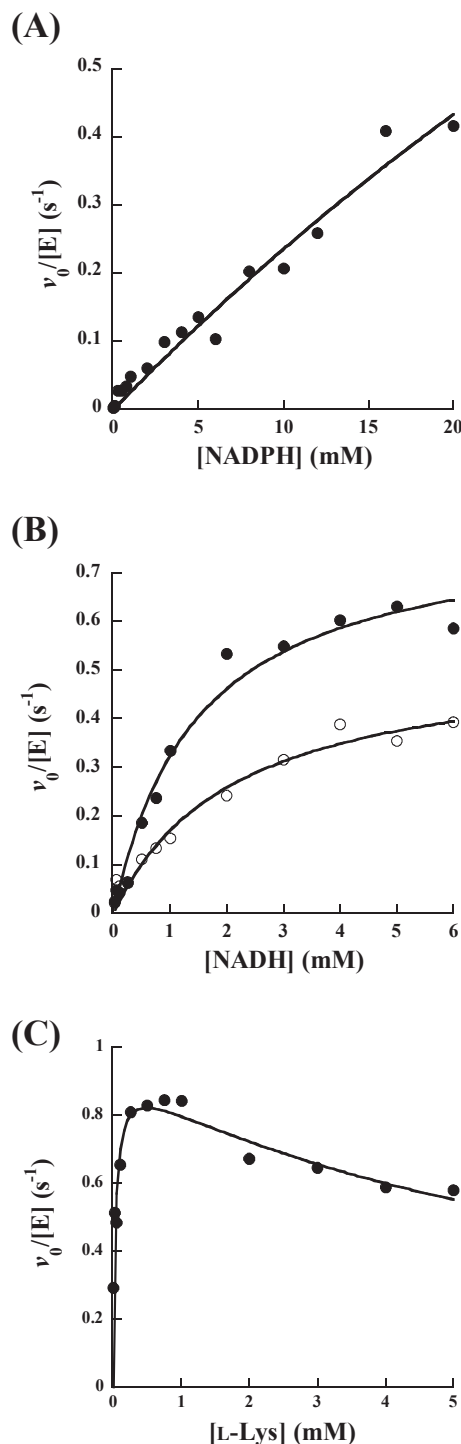 (A)
0.5
0.4
0.3
0.2
0.1
0
v₀/[E] (s⁻¹)
0 5 10 15 20
[NADPH] (mM)
(B)
0.7
0.6
0.5
0.4
0.3
0.2
0.1
0
v₀/[E] (s⁻¹)
0 1 2 3 4 5 6
[NADH] (mM)
(C)
1
0.8
0.6
0.4
0.2
0
v₀/[E] (s⁻¹)
0 1 2 3 4 5
[L-Lys] (mM)